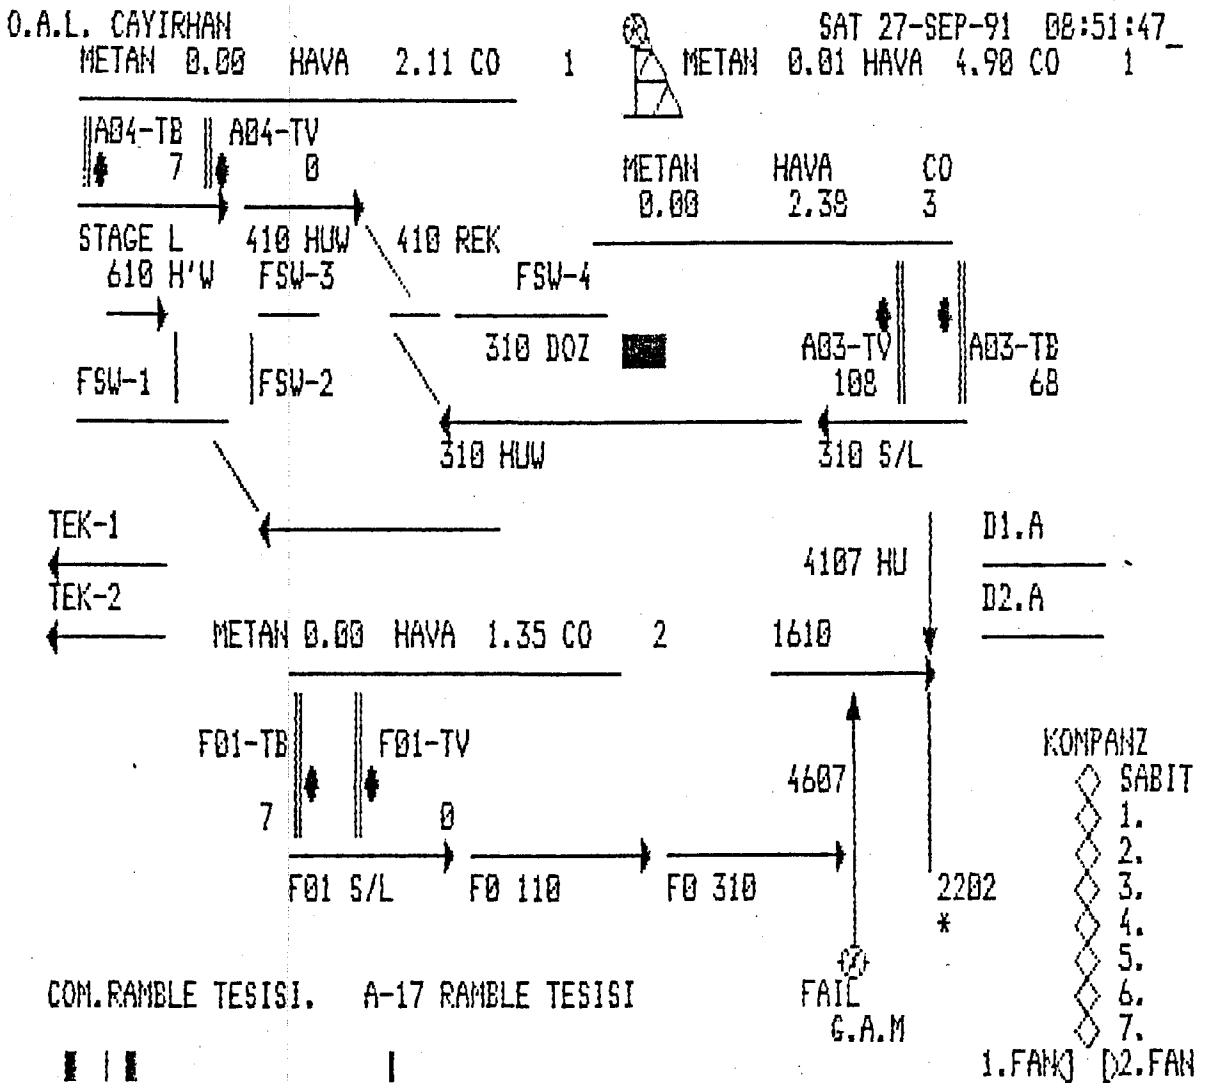 O.A.L. CAYIRHAN SAT 27-SEP-91 08:51:47_
METAN 0.00 HAVA 2.11 CO 1 METAN 0.01 HAVA 4.90 CO 1
A04-TB A04-TV
7 0
METAN HAVA CO
0.00 2.38 3
STAGE L 410 HUW 410 REK
610 H'W FSW-3 FSW-4
310 DOZ A03-TV A03-TB
FSW-1 FSW-2 108 68
310 HUW 310 S/L
TEK-1 D1.A
4107 HU
TEK-2 D2.A
METAN 0.00 HAVA 1.35 CO 2 1610
F01-TB F01-TV KOMPANZ
4607 SABIT
7 0 1.
2.
F01 S/L F0 110 F0 310 2202 3.
* 4.
5.
COM.RAMBLE TESISI. A-17 RAMBLE TESISI FAIL 6.
G.A.M 7.
1.FAN 2.FAN